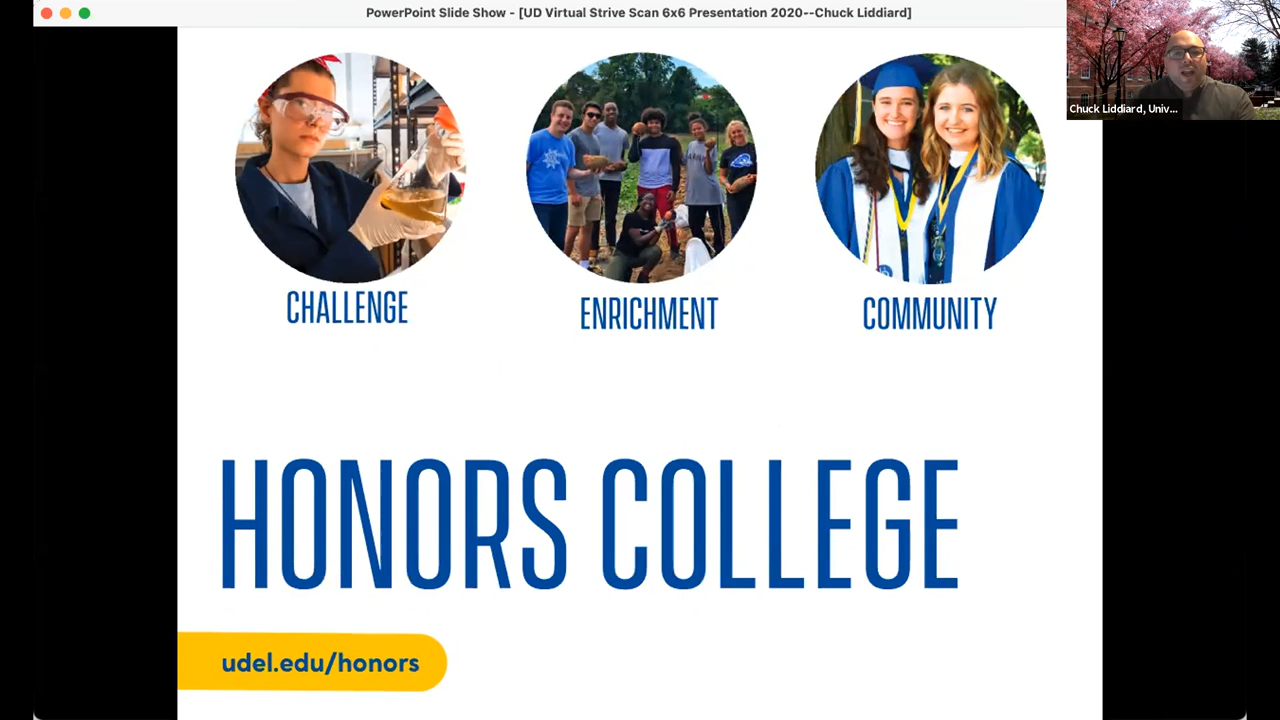 PowerPoint Slide Show - [UD Virtual Strive Scan 6x6 Presentation 2020--Chuck Liddiard]
Chuck Liddiard, Univ...
CHALLENGE
ENRICHMENT
COMMUNITY
HONORS COLLEGE
udel.edu/honors